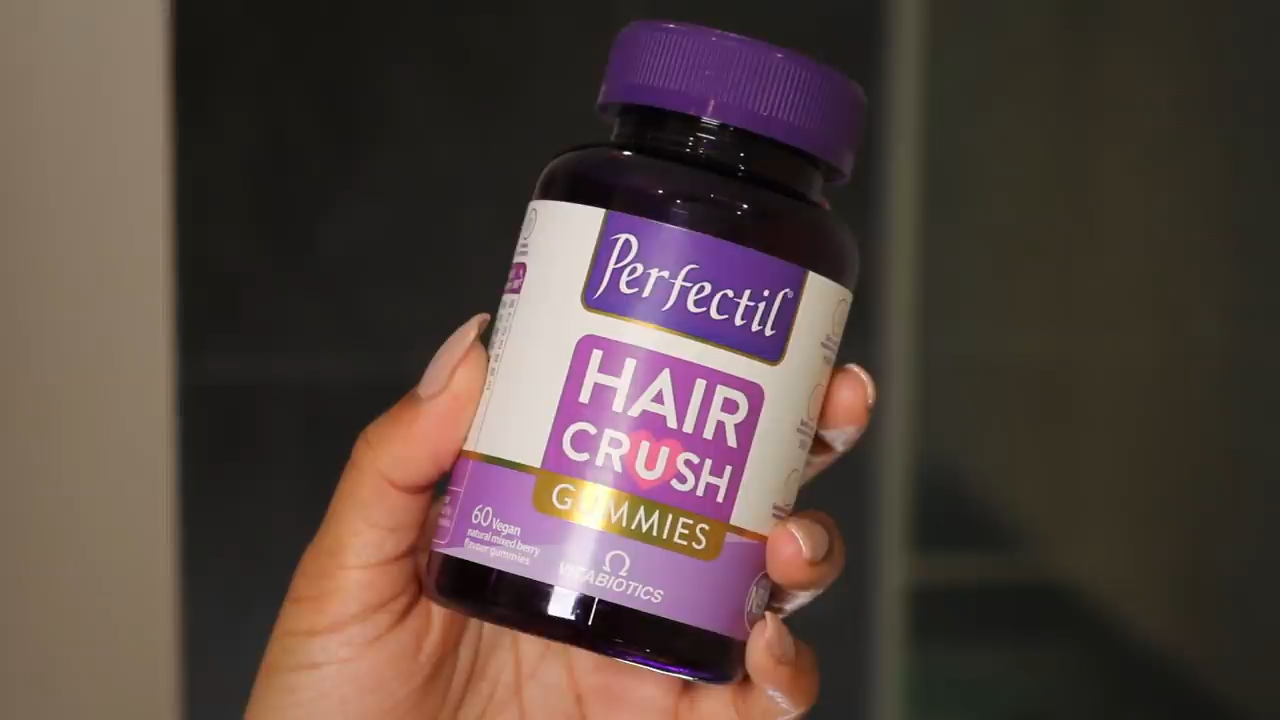 Perfectil®
HAIR
CRUSH
GUMMIES
60 Vegan
natural mixed berry
flavour gummies
VITABIOTICS